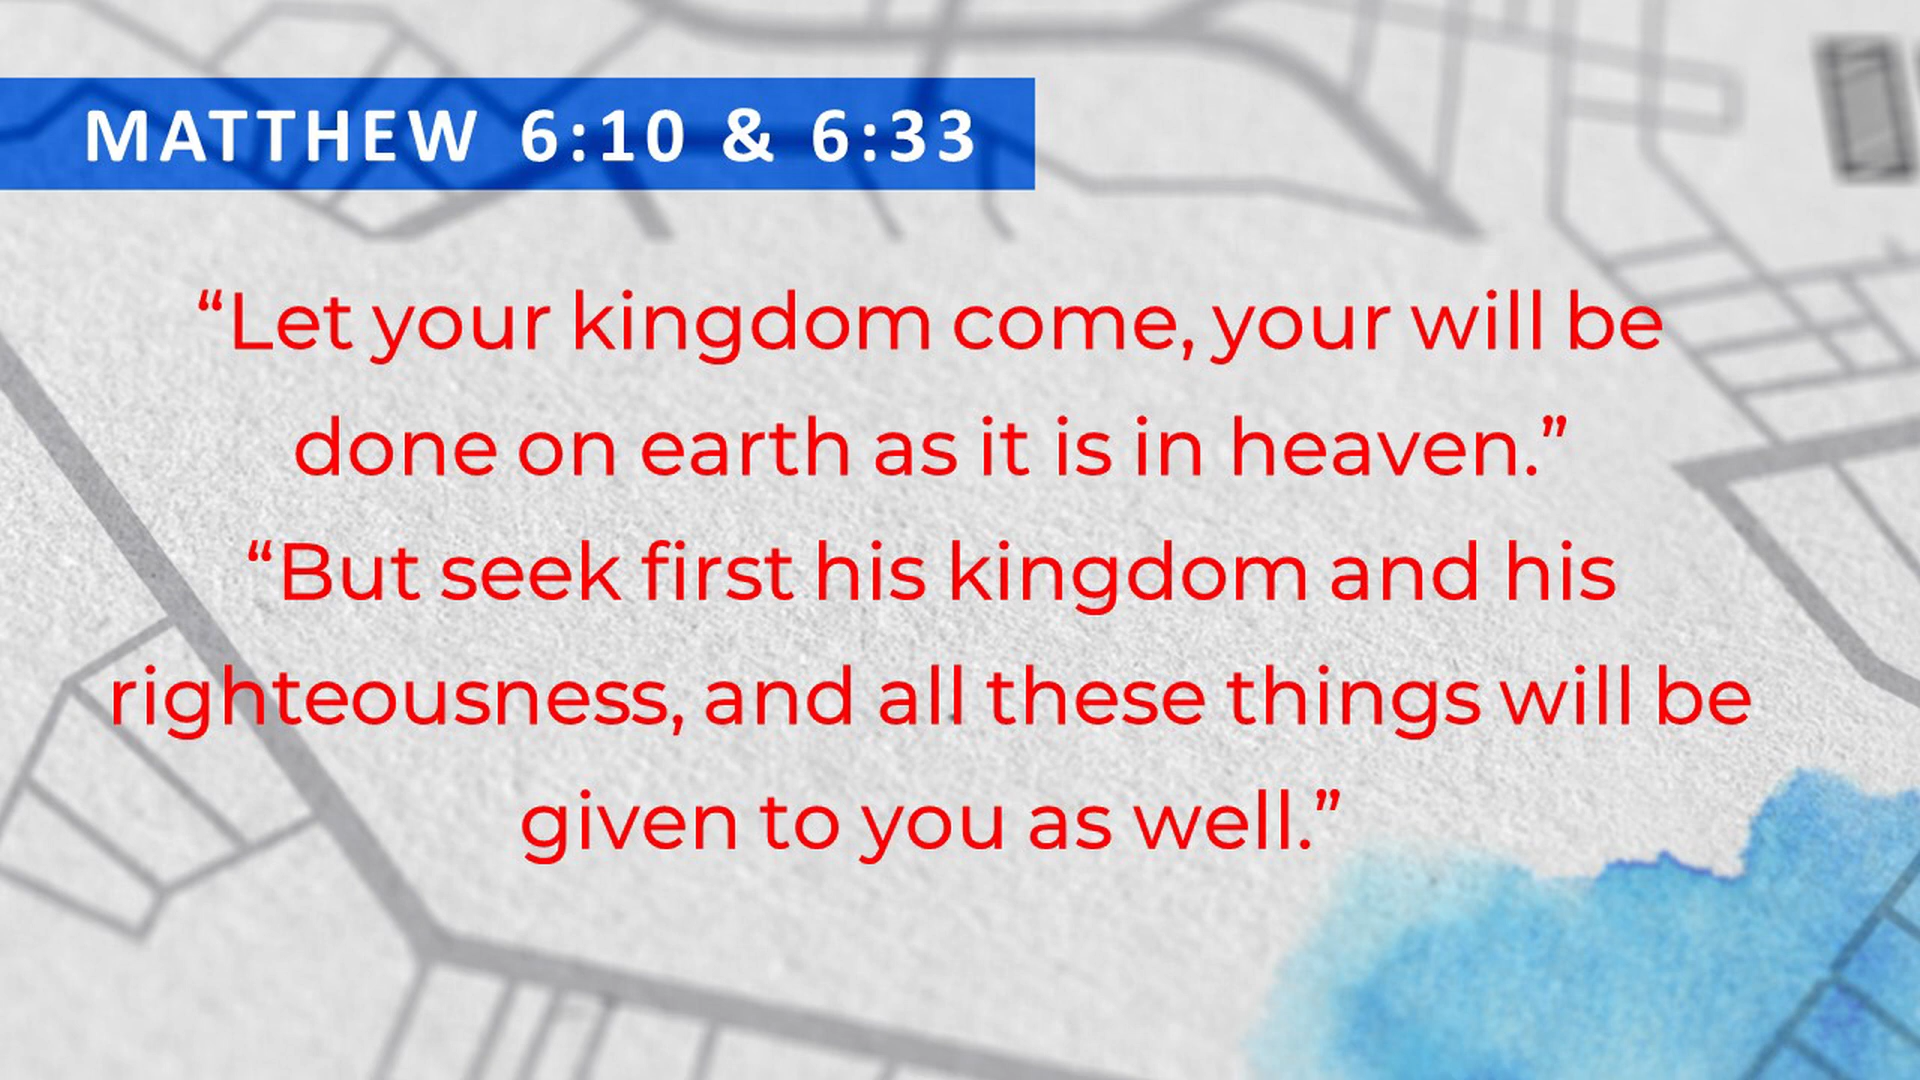 MATTHEW 6:10 & 6:33
“Let your kingdom come, your will be
done on earth as it is in heaven.”
“But seek first his kingdom and his
righteousness, and all these things will be
given to you as well.”